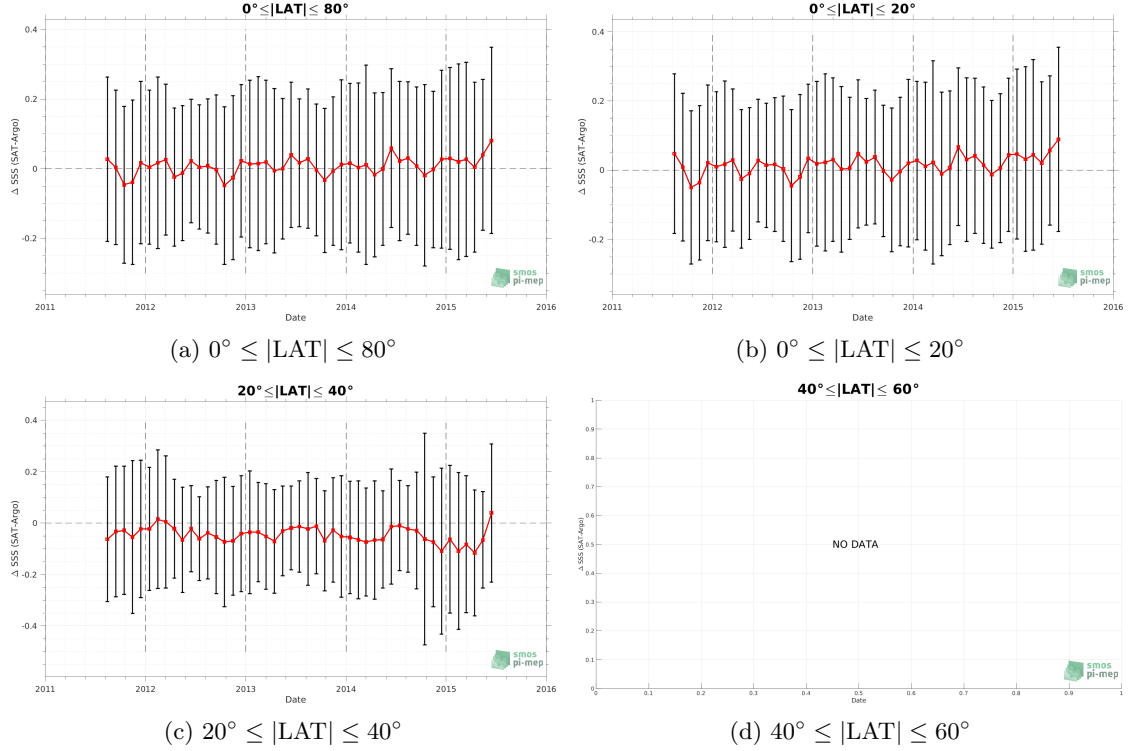 0°≤|LAT|≤ 80°
Δ SSS (SAT-Argo)
0.4
0.2
0
-0.2
2011 2012 2013 2014 2015 2016
Date
smos
pi-mep
(a) 0° ≤ |LAT| ≤ 80°
0°≤|LAT|≤ 20°
Δ SSS (SAT-Argo)
0.4
0.2
0
-0.2
2011 2012 2013 2014 2015 2016
Date
smos
pi-mep
(b) 0° ≤ |LAT| ≤ 20°
20°≤|LAT|≤ 40°
Δ SSS (SAT-Argo)
0.4
0.2
0
-0.2
-0.4
2011 2012 2013 2014 2015 2016
Date
smos
pi-mep
(c) 20° ≤ |LAT| ≤ 40°
40°≤|LAT|≤ 60°
Δ SSS (SAT-Argo)
1
0.9
0.8
0.7
0.6
0.5
0.4
0.3
0.2
0.1
0
NO DATA
0 0.1 0.2 0.3 0.4 0.5 0.6 0.7 0.8 0.9 1
Date
smos
pi-mep
(d) 40° ≤ |LAT| ≤ 60°